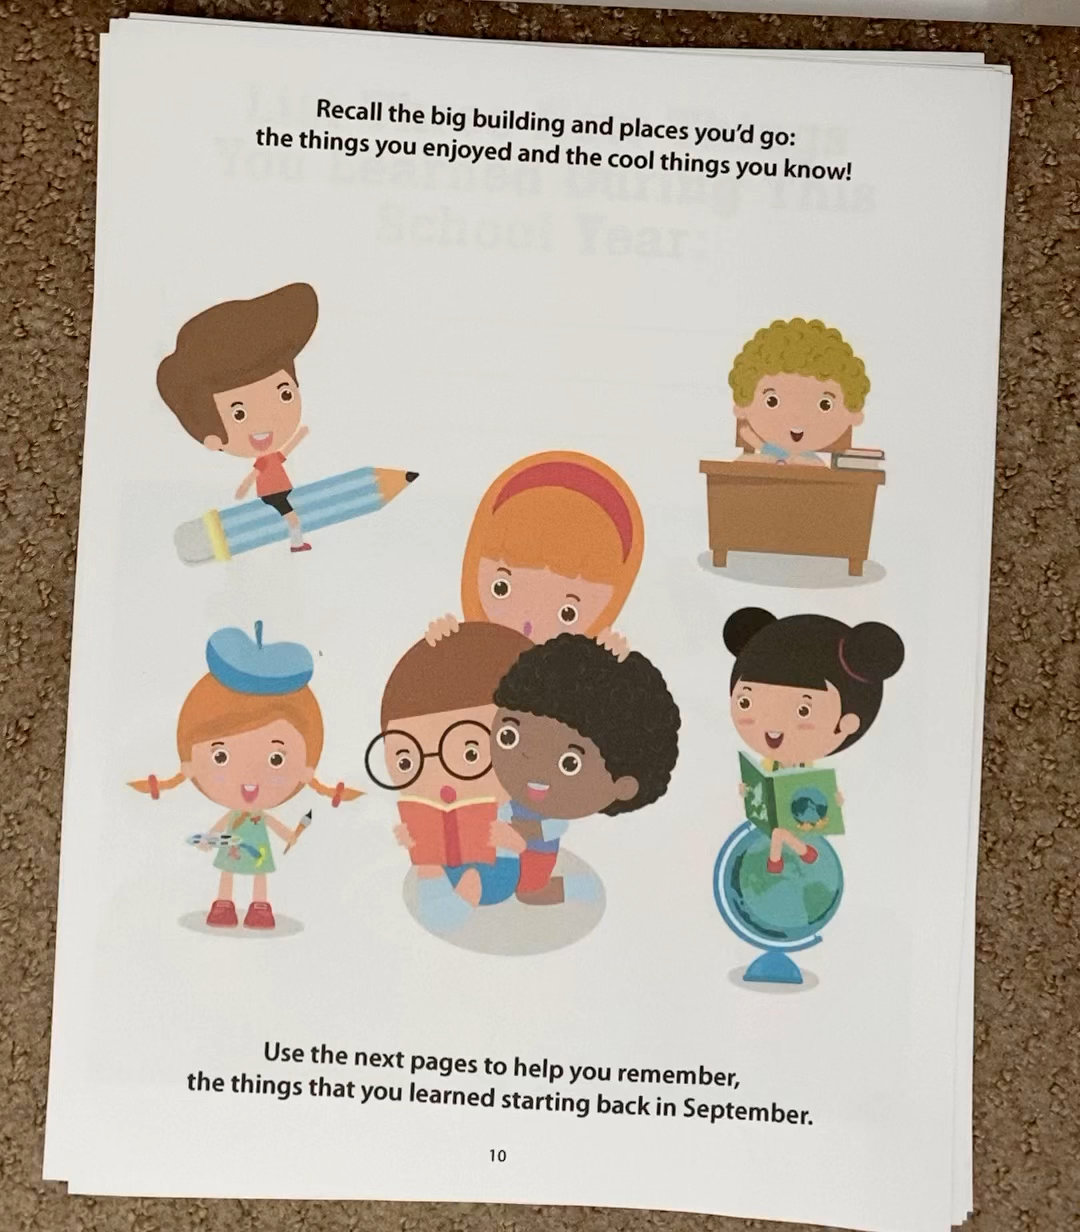 Recall the big building and places you'd go:
the things you enjoyed and the cool things you know!
Use the next pages to help you remember,
the things that you learned starting back in September.
10